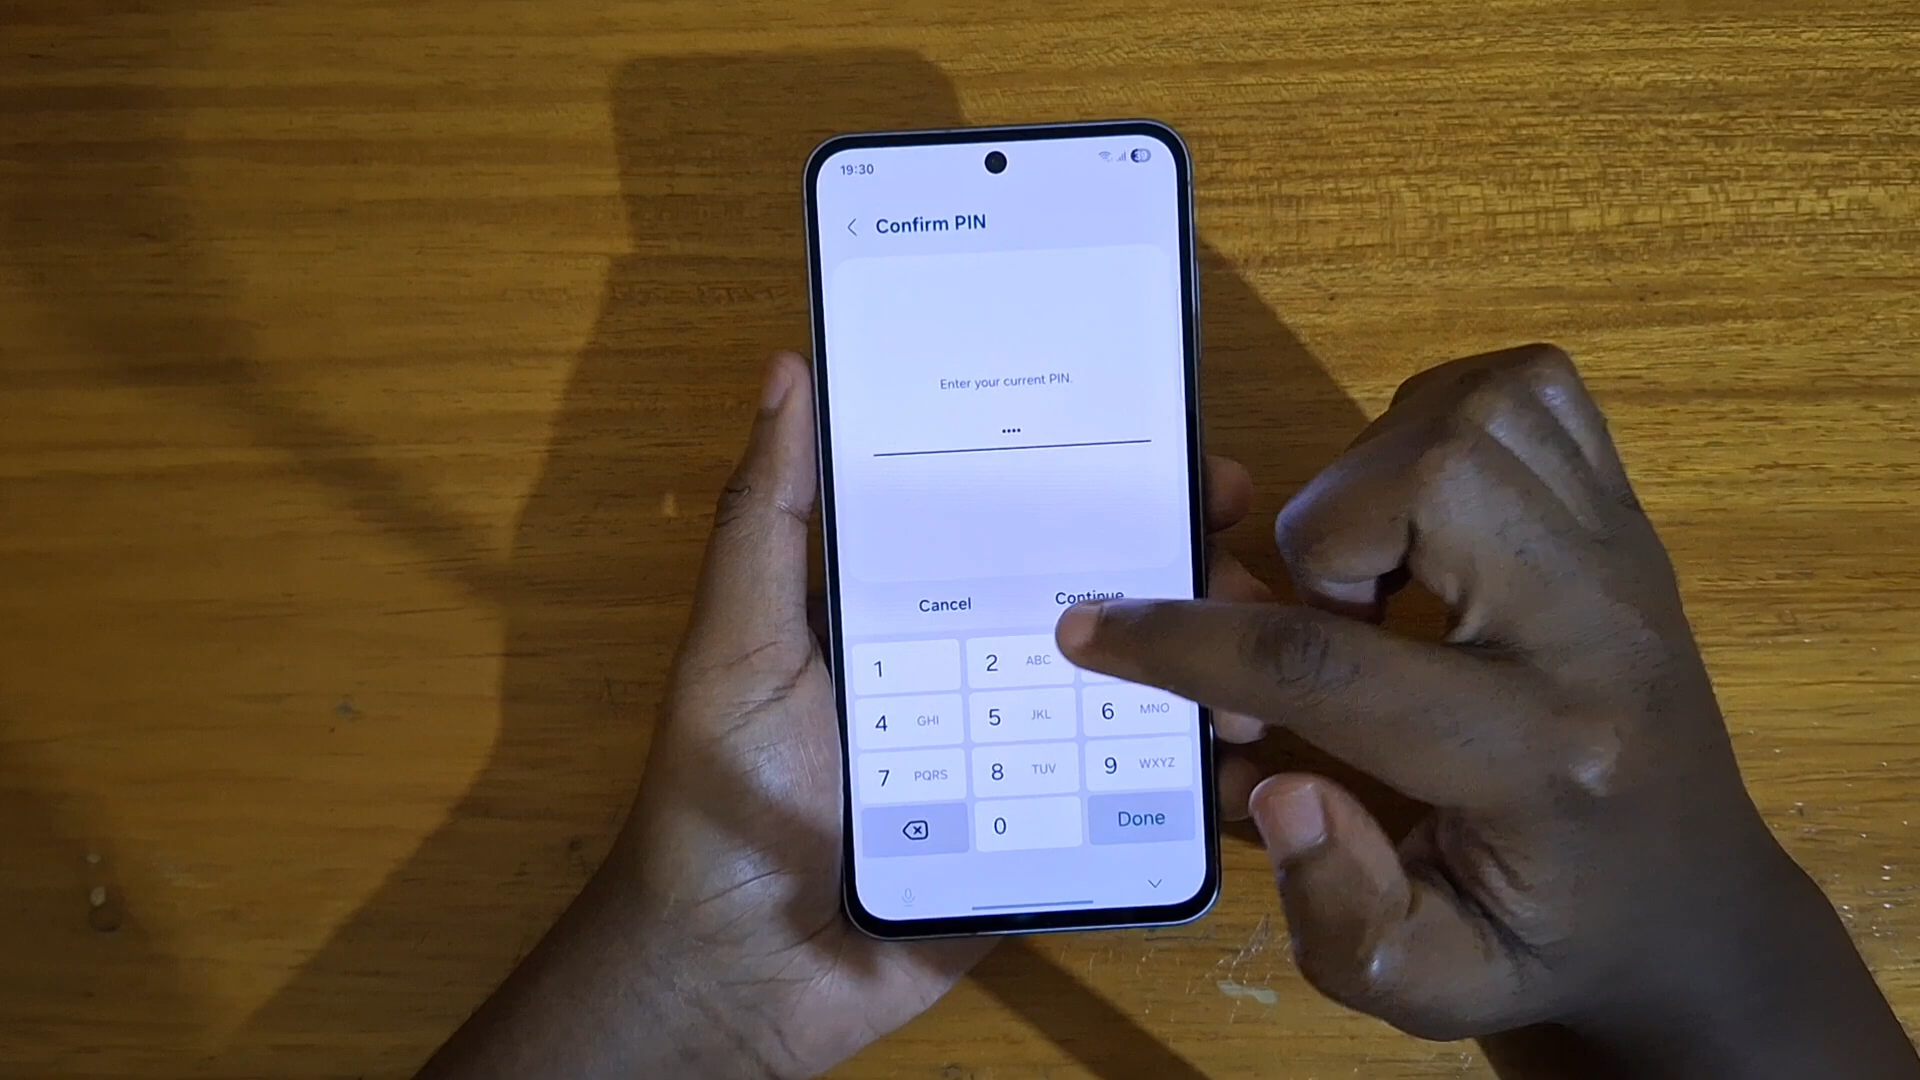 19:30
Confirm PIN
Enter your current PIN.
••••
Cancel Continue
1 2 ABC
4 GHI 5 JKL 6 MNO
7 PQRS 8 TUV 9 WXYZ
0 Done